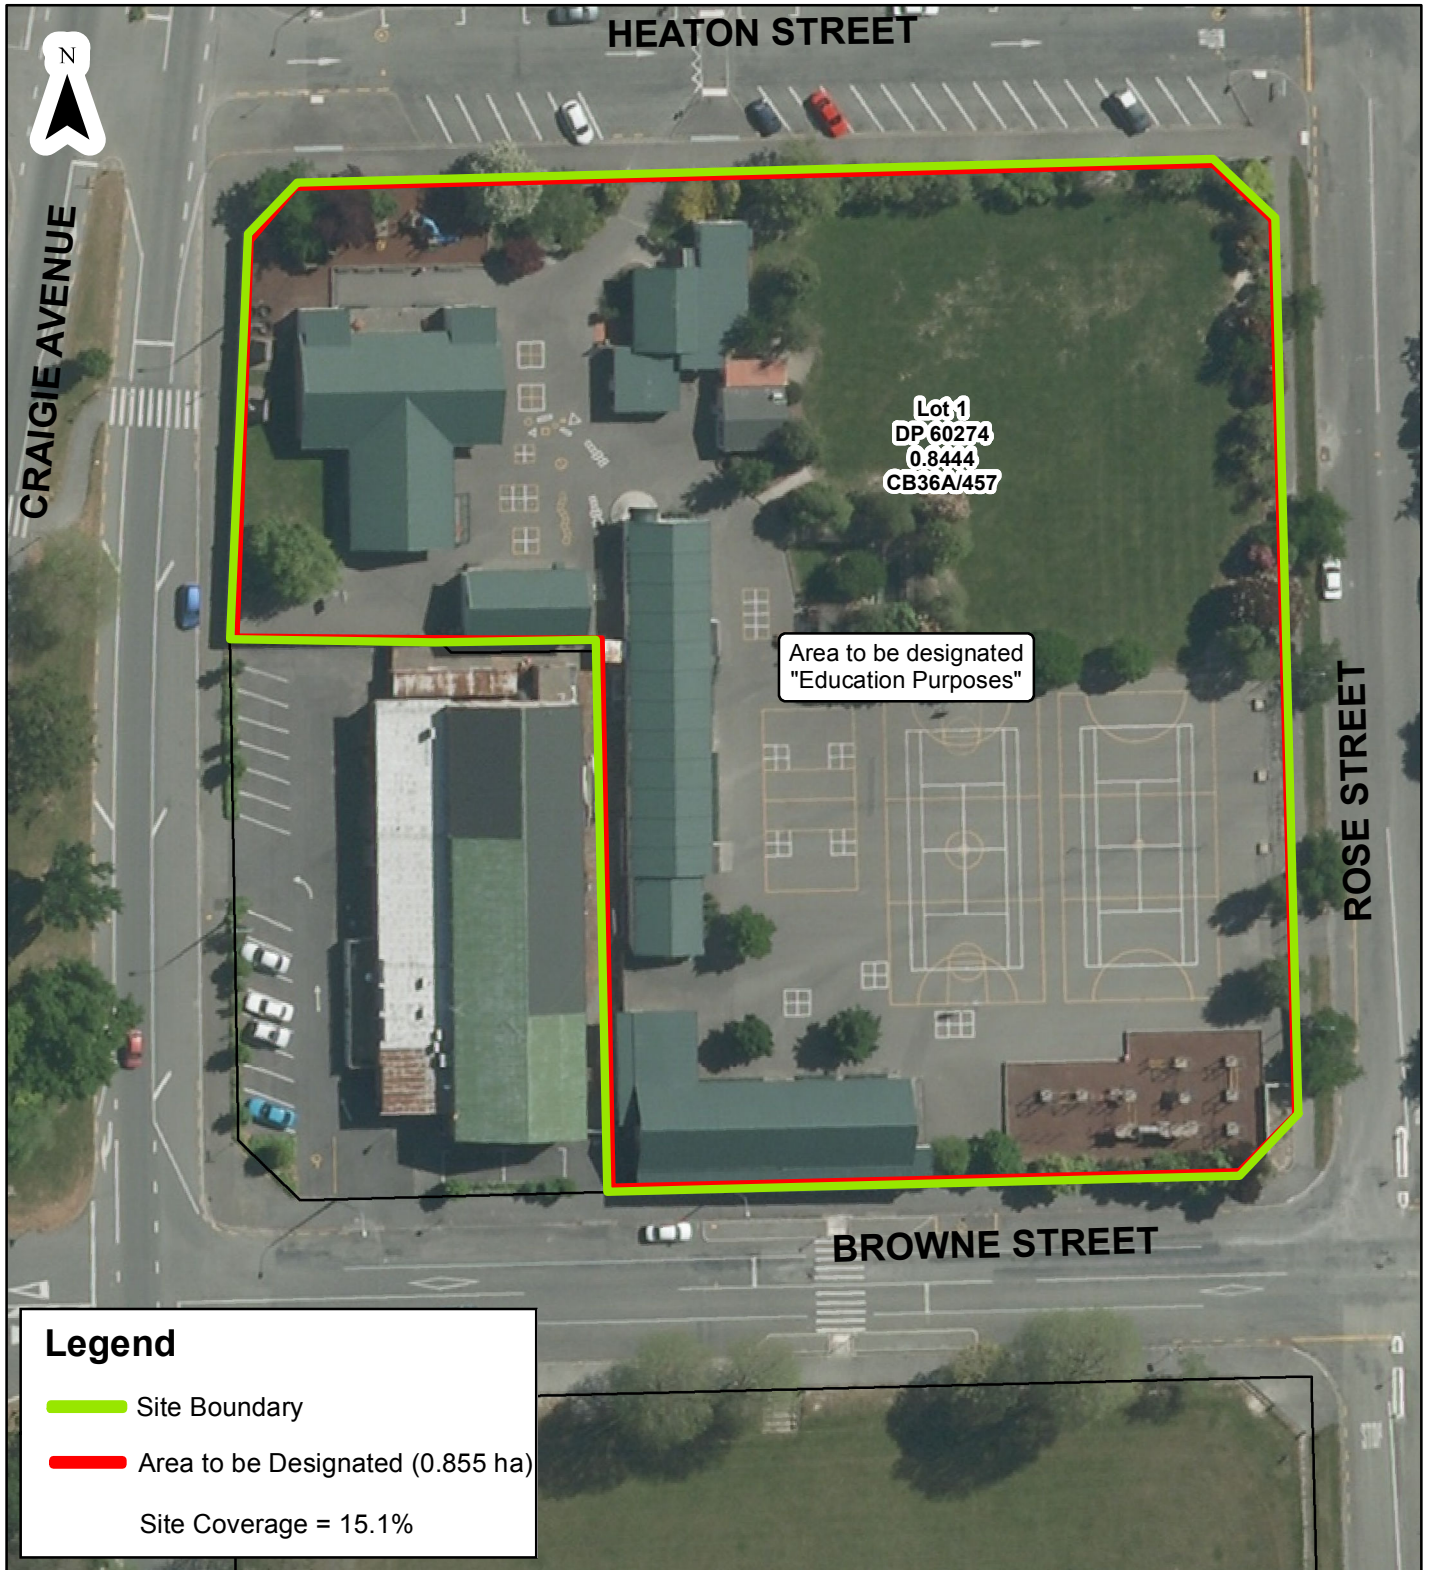 HEATON STREET
N
CRAIGIE AVENUE
Lot 1
DP 60274
0.8444
CB36A/457
Area to be designated
"Education Purposes"
ROSE STREET
BROWNE STREET
Legend
Site Boundary
Area to be Designated (0.855 ha)
Site Coverage = 15.1%